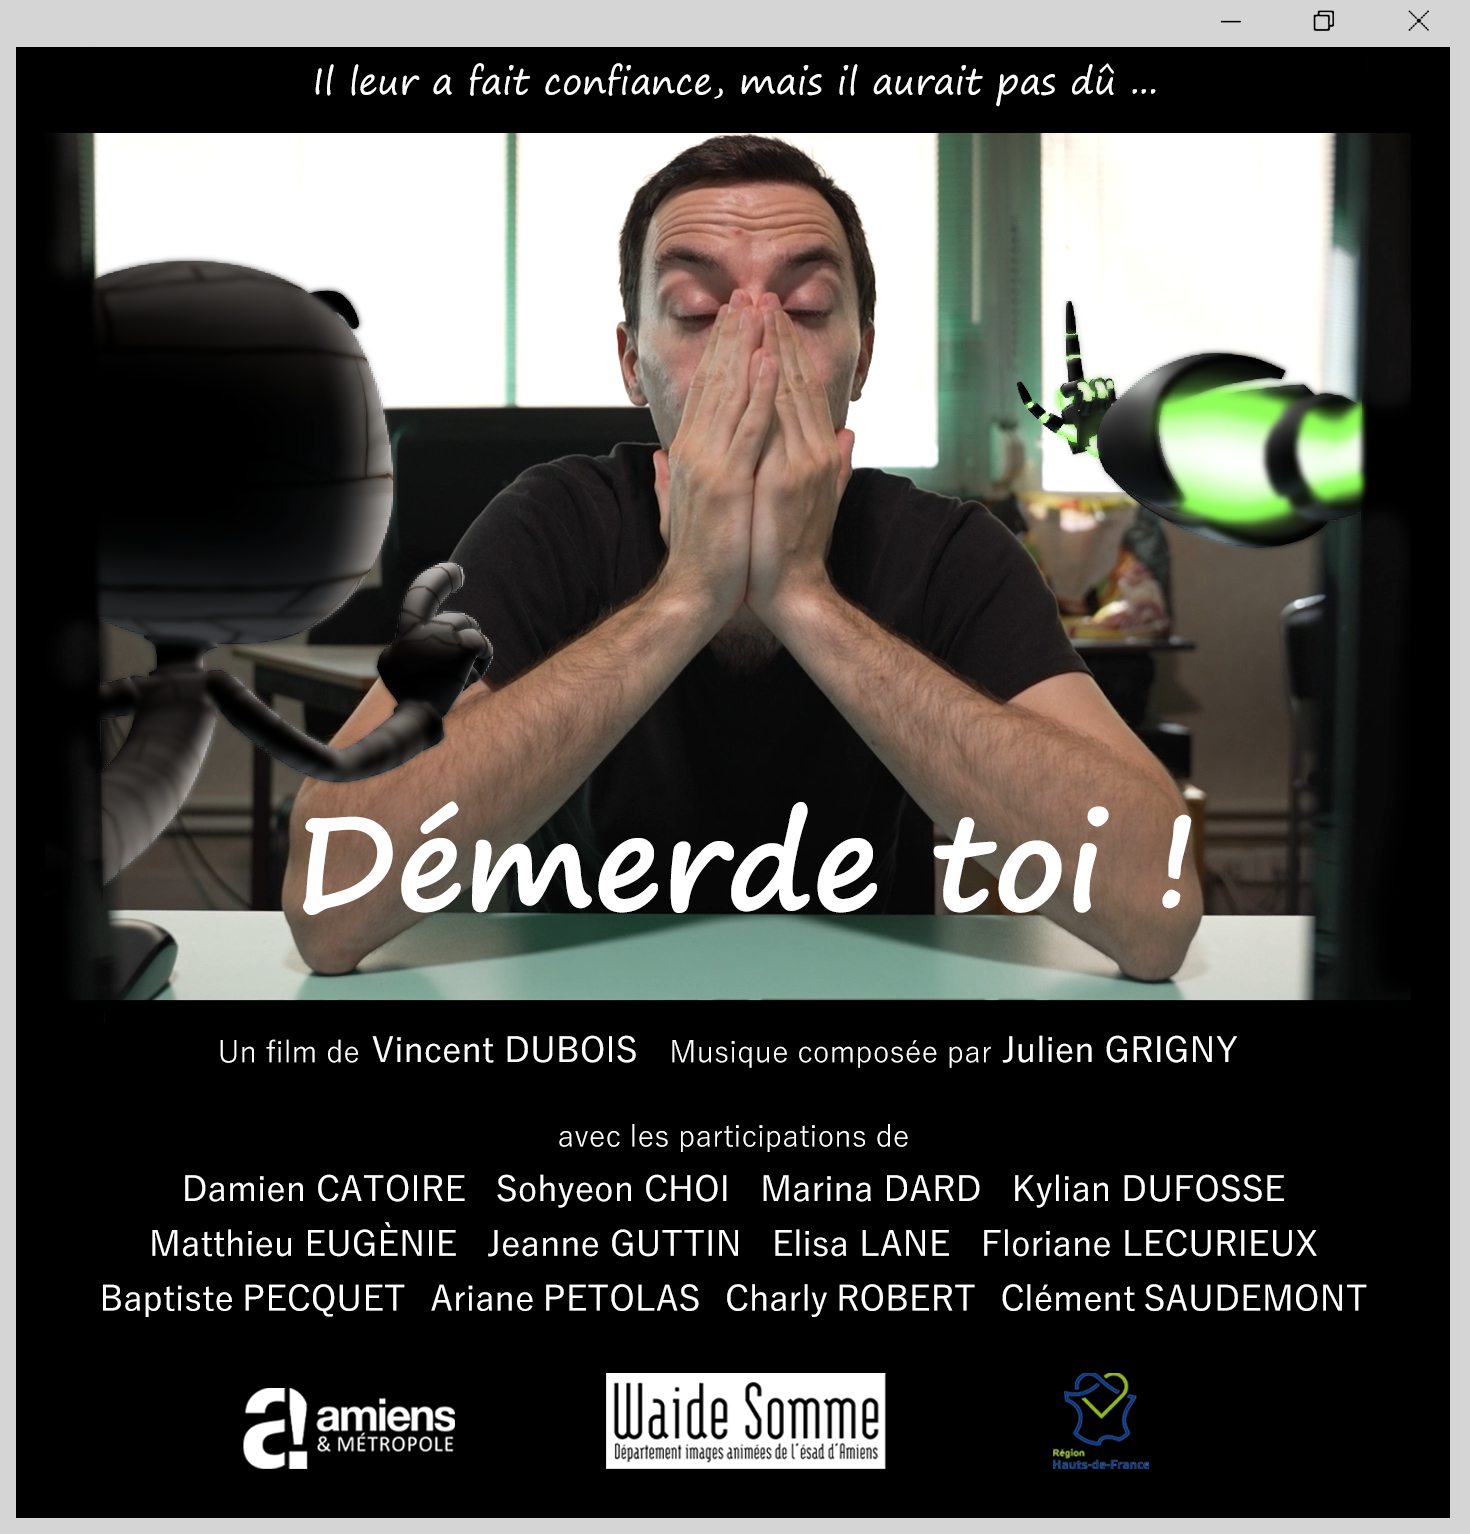 Il leur a fait confiance, mais il aurait pas dû ...
Démerde toi !
Un film de Vincent DUBOIS Musique composée par Julien GRIGNY
avec les participations de
Damien CATOIRE Sohyeon CHOI Marina DARD Kylian DUFOSSE
Matthieu EUGÈNIE Jeanne GUTTIN Elisa LANE Floriane LECURIEUX
Baptiste PECQUET Ariane PETOLAS Charly ROBERT Clément SAUDEMONT
a! amiens
& MÉTROPOLE
Waide Somme
Département images animées de l'ésad d'Amiens
Région
Hauts-de-France